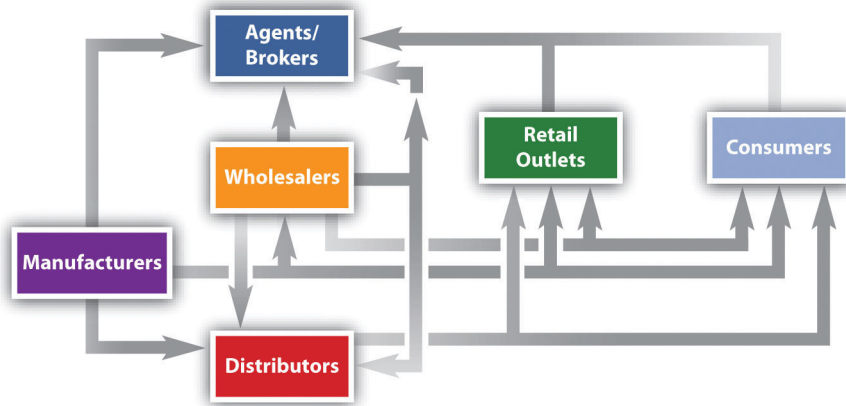 Agents/
Brokers
Retail
Outlets
Consumers
Wholesalers
Manufacturers
Distributors